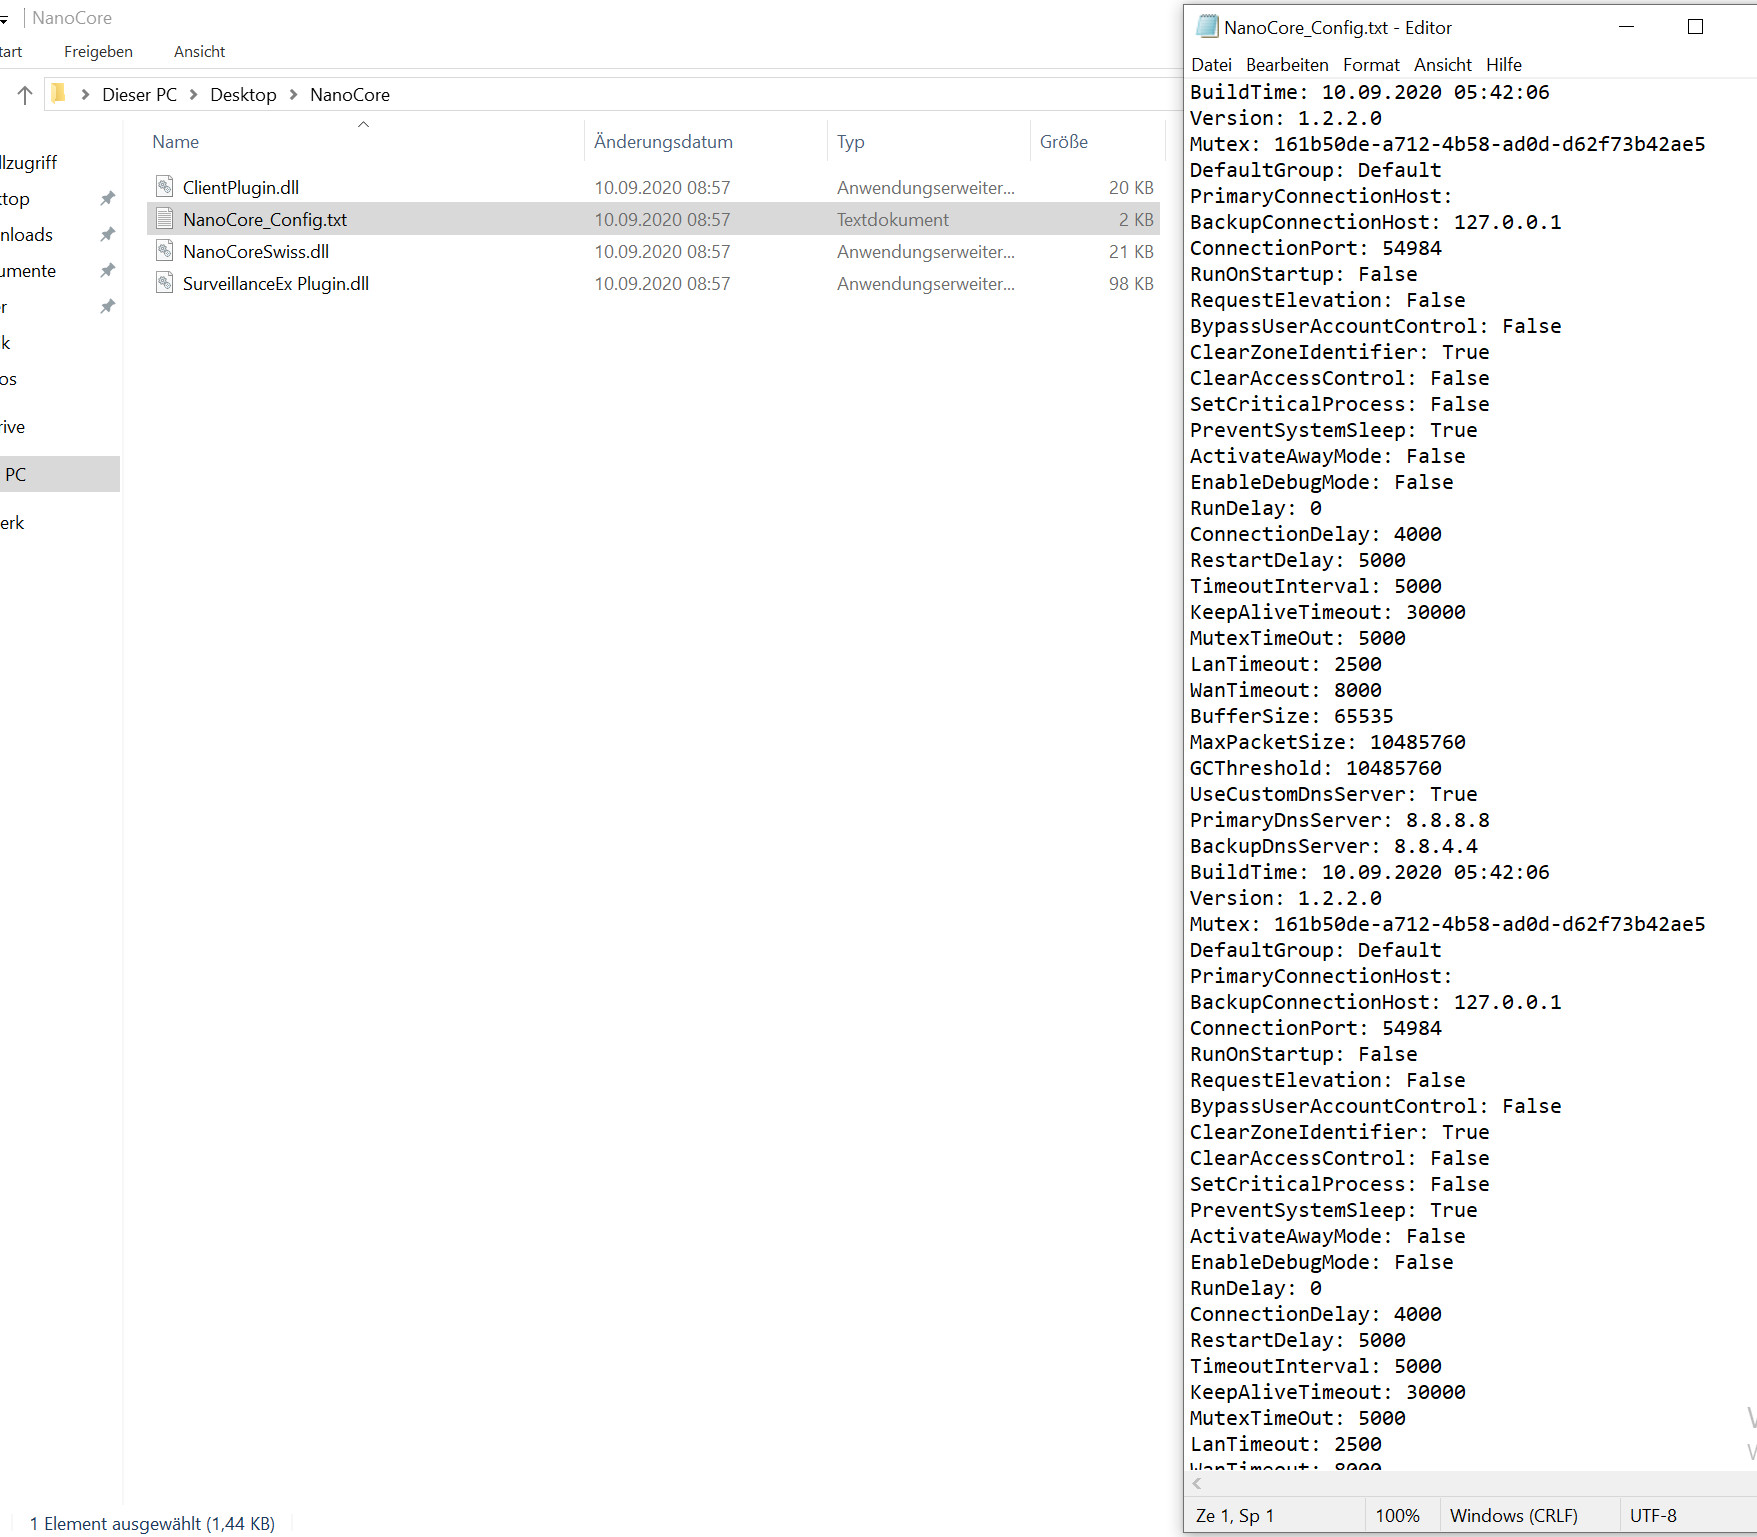 NanoCore
Freigeben Ansicht
Dieser PC Desktop NanoCore
Name Änderungsdatum Typ Größe
ClientPlugin.dll 10.09.2020 08:57 Anwendungserweiter... 20 KB
NanoCore_Config.txt 10.09.2020 08:57 Textdokument 2 KB
NanoCoreSwiss.dll 10.09.2020 08:57 Anwendungserweiter... 21 KB
SurveillanceEx Plugin.dll 10.09.2020 08:57 Anwendungserweiter... 98 KB
llzugriff
top
nloads
umente
r
k
os
rive
PC
erk
1 Element ausgewählt (1,44 KB)
NanoCore_Config.txt - Editor
Datei Bearbeiten Format Ansicht Hilfe
BuildTime: 10.09.2020 05:42:06
Version: 1.2.2.0
Mutex: 161b50de-a712-4b58-ad0d-d62f73b42ae5
DefaultGroup: Default
PrimaryConnectionHost:
BackupConnectionHost: 127.0.0.1
ConnectionPort: 54984
RunOnStartup: False
RequestElevation: False
BypassUserAccountControl: False
ClearZoneIdentifier: True
ClearAccessControl: False
SetCriticalProcess: False
PreventSystemSleep: True
ActivateAwayMode: False
EnableDebugMode: False
RunDelay: 0
ConnectionDelay: 4000
RestartDelay: 5000
TimeoutInterval: 5000
KeepAliveTimeout: 30000
MutexTimeOut: 5000
LanTimeout: 2500
WanTimeout: 8000
BufferSize: 65535
MaxPacketSize: 10485760
GCThreshold: 10485760
UseCustomDnsServer: True
PrimaryDnsServer: 8.8.8.8
BackupDnsServer: 8.8.4.4
BuildTime: 10.09.2020 05:42:06
Version: 1.2.2.0
Mutex: 161b50de-a712-4b58-ad0d-d62f73b42ae5
DefaultGroup: Default
PrimaryConnectionHost:
BackupConnectionHost: 127.0.0.1
ConnectionPort: 54984
RunOnStartup: False
RequestElevation: False
BypassUserAccountControl: False
ClearZoneIdentifier: True
ClearAccessControl: False
SetCriticalProcess: False
PreventSystemSleep: True
ActivateAwayMode: False
EnableDebugMode: False
RunDelay: 0
ConnectionDelay: 4000
RestartDelay: 5000
TimeoutInterval: 5000
KeepAliveTimeout: 30000
MutexTimeOut: 5000
LanTimeout: 2500
WanTimeout: 8000
Ze 1, Sp 1 100% Windows (CRLF) UTF-8